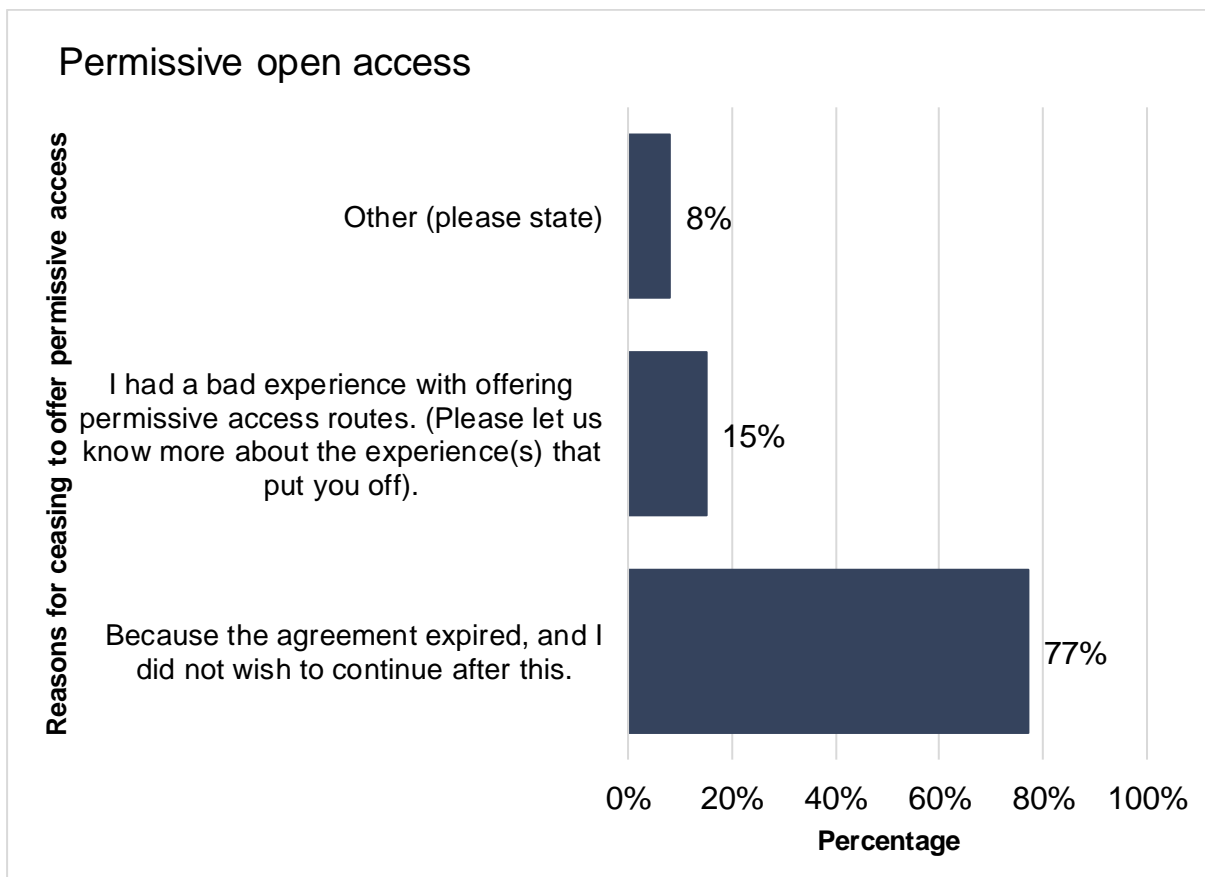 Permissive open access
Reasons for ceasing to offer permissive access
Other (please state)
8%
I had a bad experience with offering
permissive access routes. (Please let us
know more about the experience(s) that
put you off).
15%
Because the agreement expired, and I
did not wish to continue after this.
77%
0% 20% 40% 60% 80% 100%
Percentage